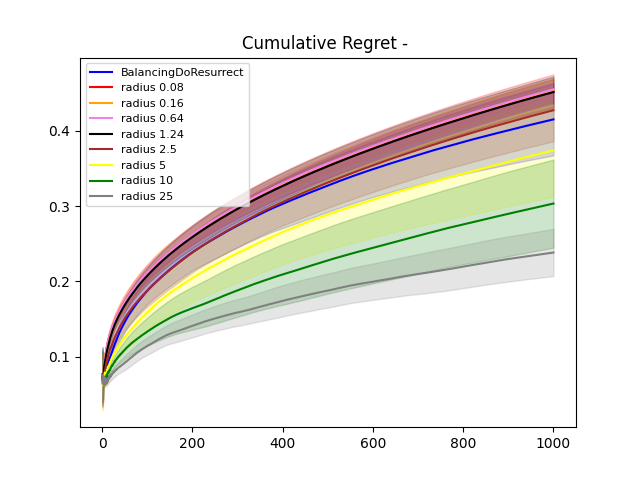 Cumulative Regret -
BalancingDoResurrect
radius 0.08
radius 0.16
radius 0.64
radius 1.24
radius 2.5
radius 5
radius 10
radius 25
0.4
0.3
0.2
0.1
0 200 400 600 800 1000